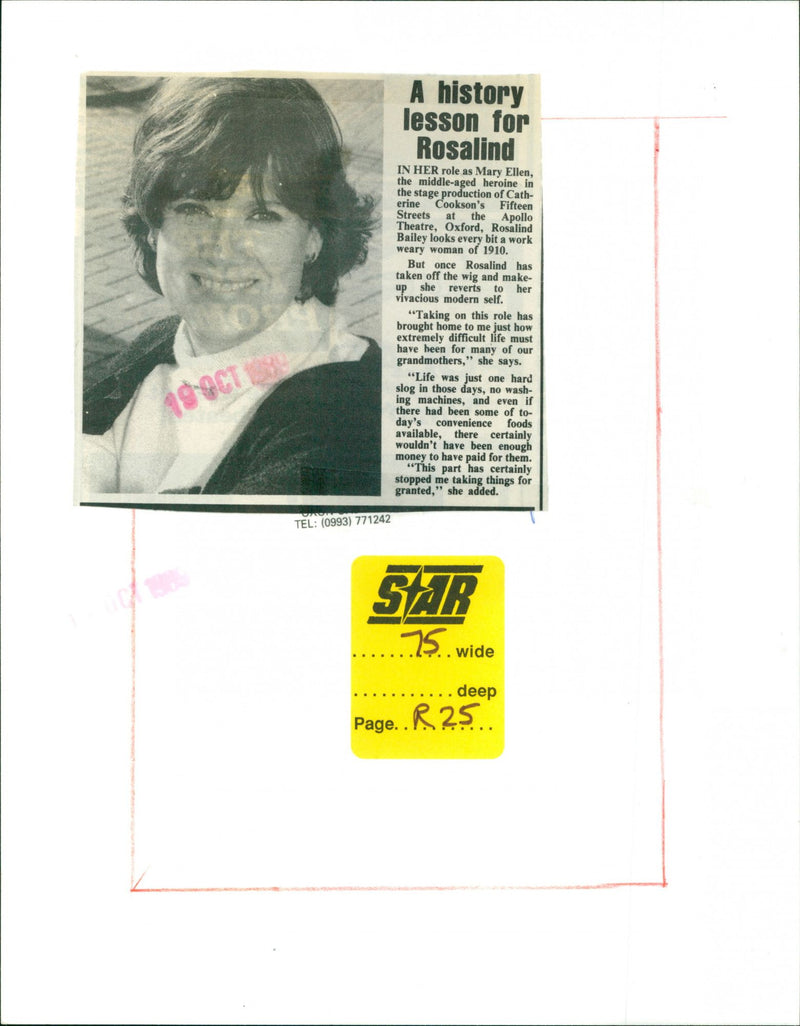 A history
lesson for
Rosalind
IN HER role as Mary Ellen,
the middle-aged heroine in
the stage production of Cath-
erine Cookson's Fifteen
Streets at the Apollo
Theatre, Oxford, Rosalind
Bailey looks every bit a work
weary woman of 1910.
But once Rosalind has
taken off the wig and make-
up she reverts to her
vivacious modern self.
"Taking on this role has
brought home to me just how
extremely difficult life must
have been for many of our
grandmothers," she says.
"Life was just one hard
slog in those days, no wash-
ing machines, and even if
there had been some of to-
day's convenience foods
available, there certainly
wouldn't have been enough
money to have paid for them.
"This part has certainly
stopped me taking things for
granted," she added.
19 OCT
TEL: (0993) 771242
OCT
STAR
.......75..wide
............deep
Page..R 25..